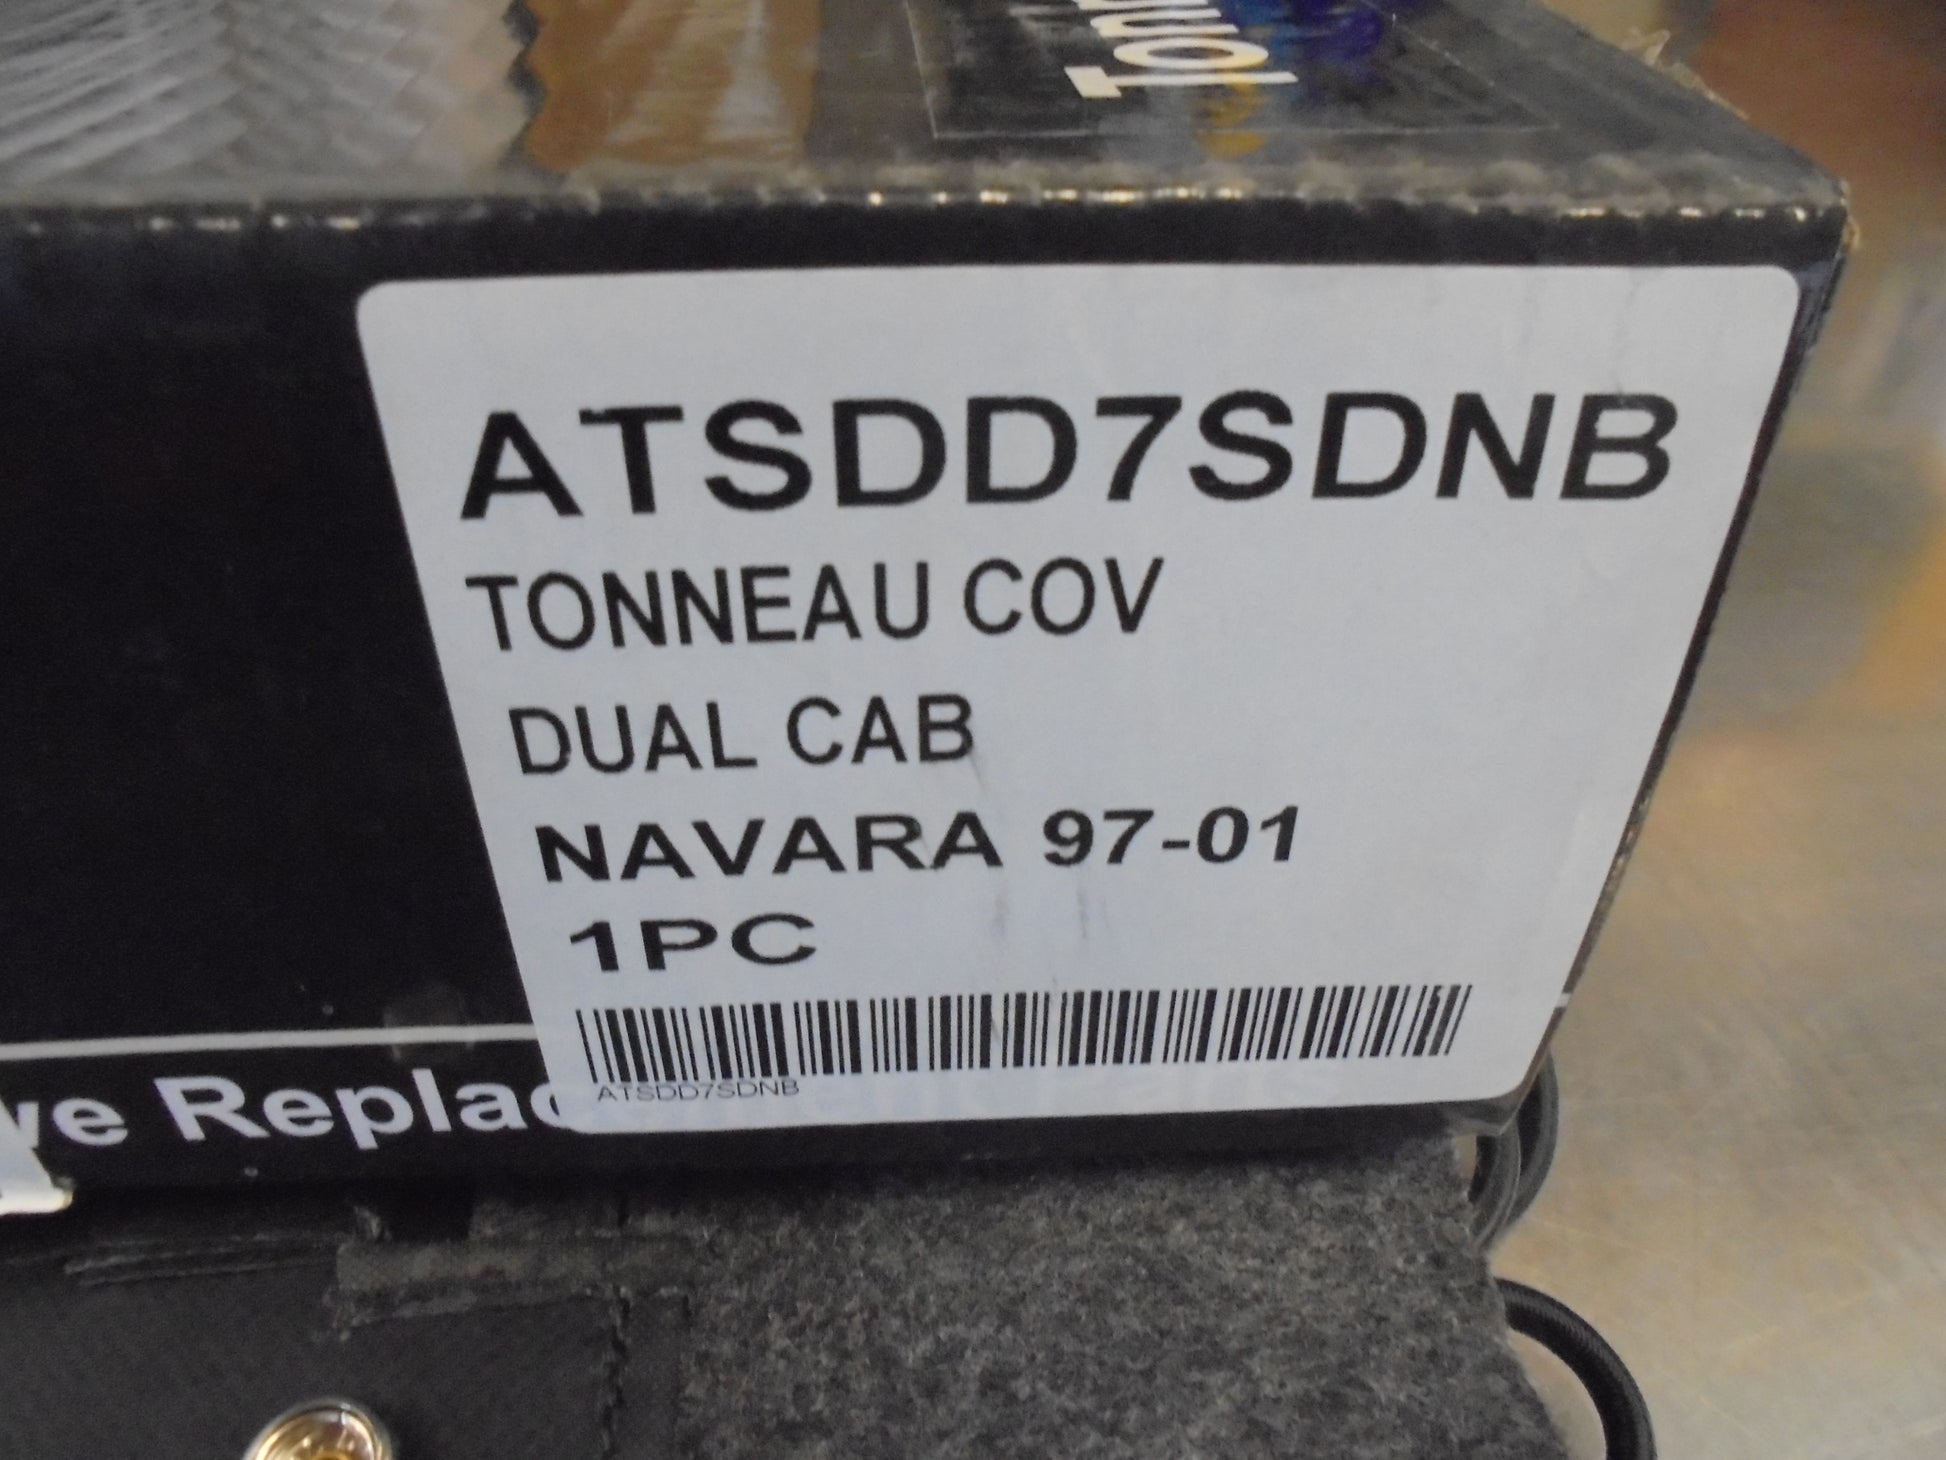 ATSDD7SDNB
TONNEAU COV
DUAL CAB
NAVARA 97-01
1PC
ATSDD7SDNB